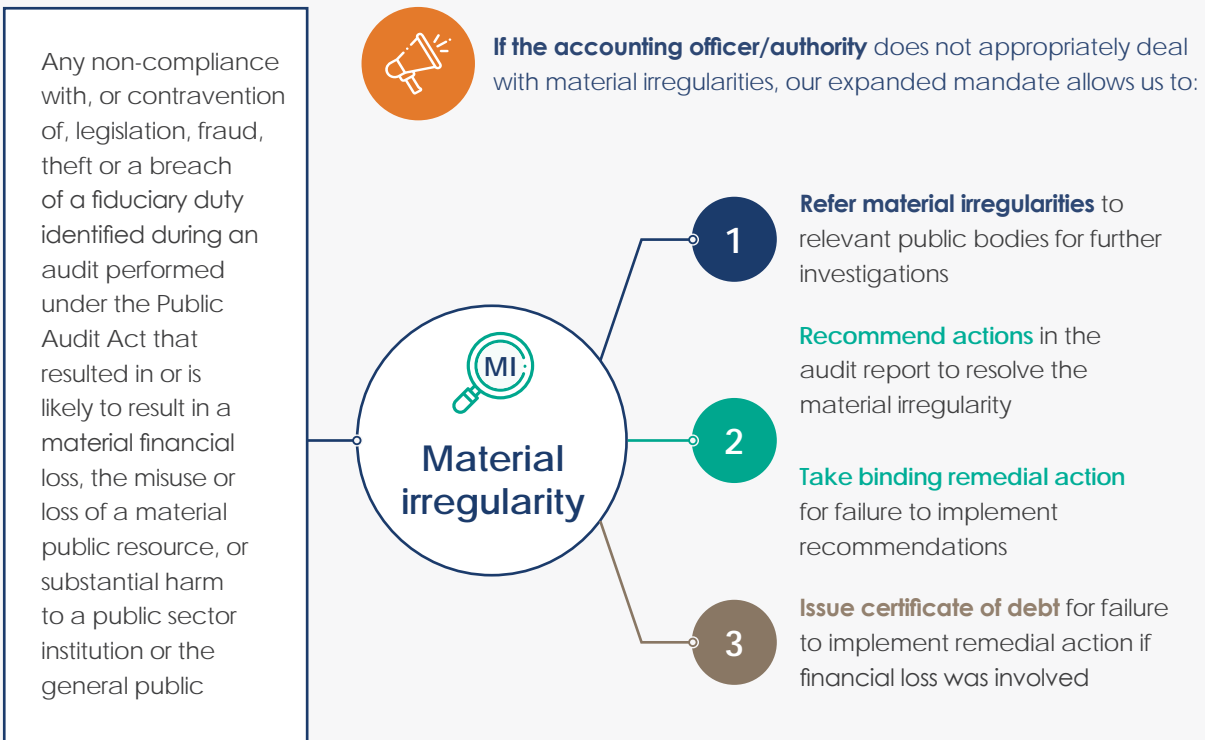 Any non-compliance
with, or contravention
of, legislation, fraud,
theft or a breach
of a fiduciary duty
identified during an
audit performed
under the Public
Audit Act that
resulted in or is
likely to result in a
material financial
loss, the misuse or
loss of a material
public resource, or
substantial harm
to a public sector
institution or the
general public
If the accounting officer/authority does not appropriately deal
with material irregularities, our expanded mandate allows us to:
MI
Material
irregularity
1
Refer material irregularities to
relevant public bodies for further
investigations
2
Recommend actions in the
audit report to resolve the
material irregularity
Take binding remedial action
for failure to implement
recommendations
3
Issue certificate of debt for failure
to implement remedial action if
financial loss was involved